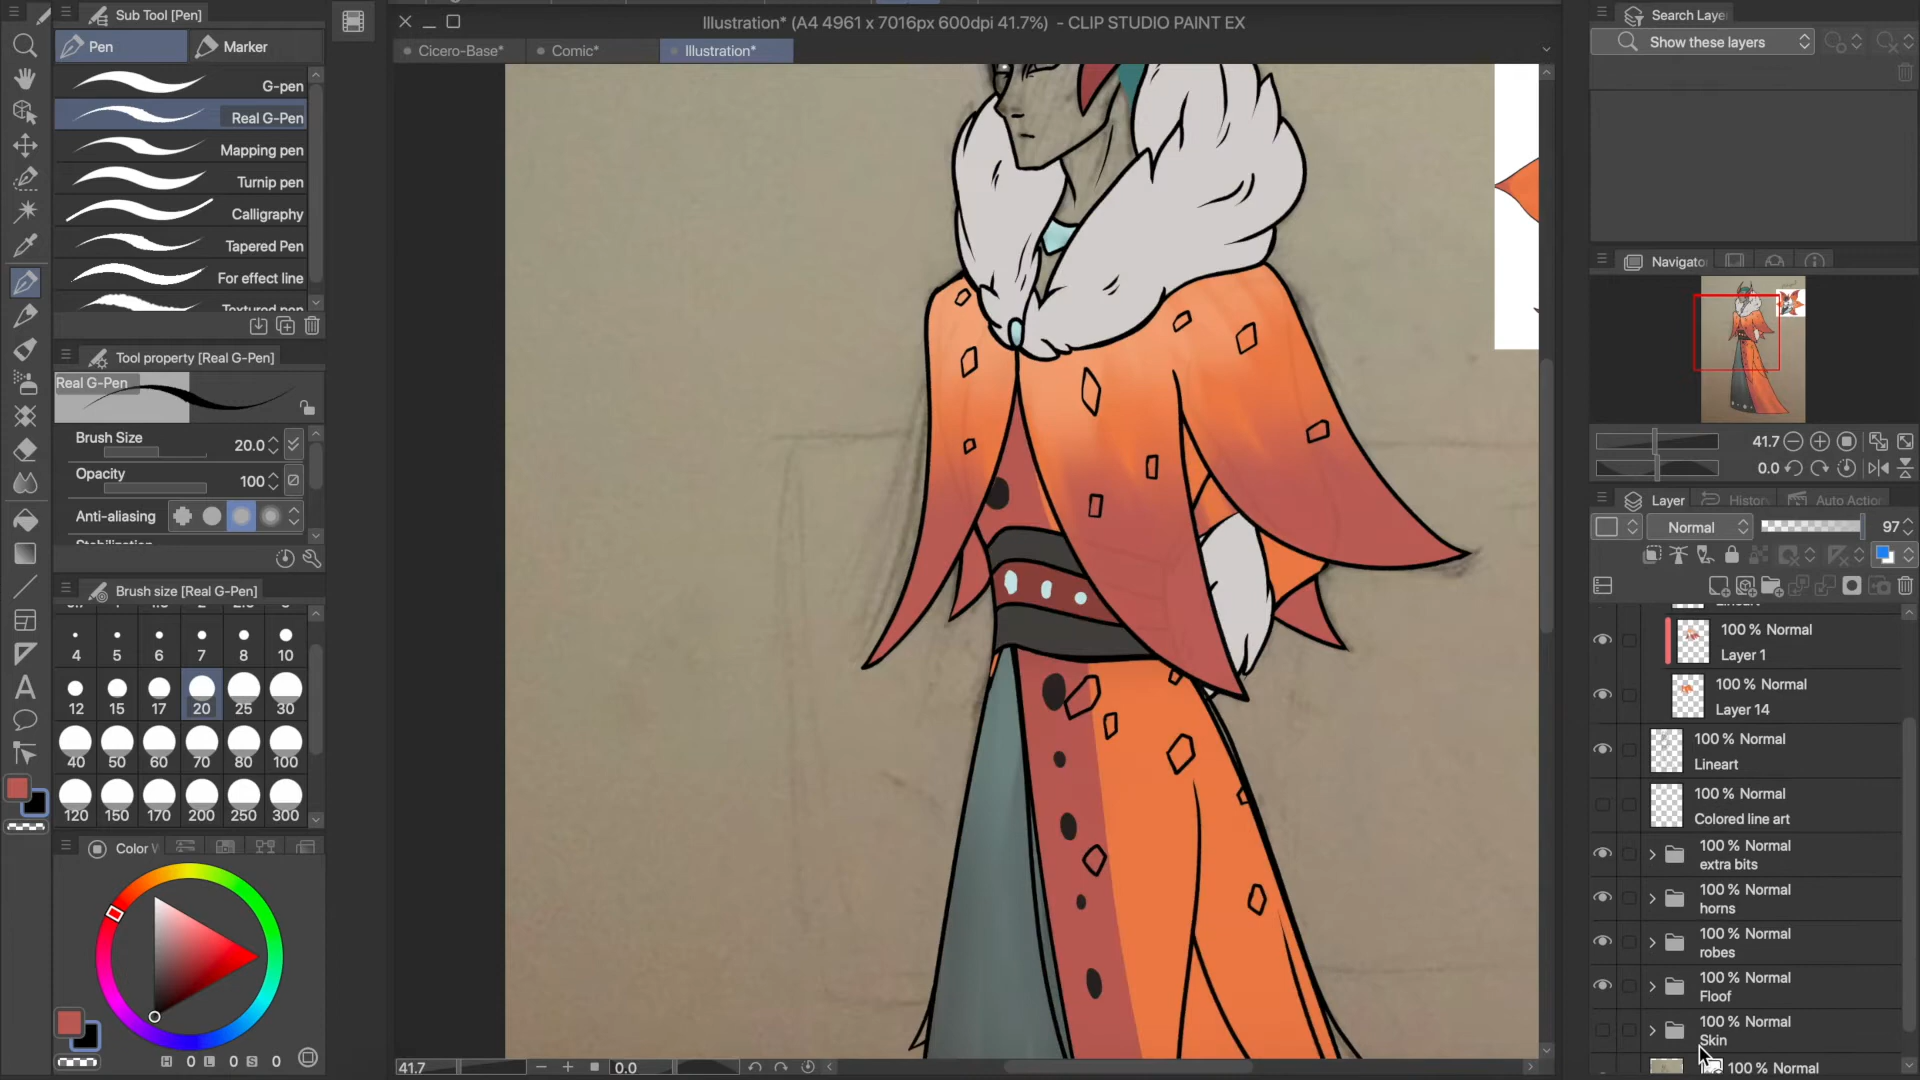 Sub Tool [Pen]
Pen
Marker
G-pen
Real G-Pen
Mapping pen
Turnip pen
Calligraphy
Tapered Pen
For effect line
Textured pen
Tool property [Real G-Pen]
Real G-Pen
Brush Size
20.0
Opacity
100
Anti-aliasing
Stabilization
Brush size [Real G-Pen]
4 5 6 7 8 10
12 15 17 20 25 30
40 50 60 70 80 100
120 150 170 200 250 300
Color
H 0 L 0 S 0
Illustration* (A4 4961 x 7016px 600dpi 41.7%) - CLIP STUDIO PAINT EX
Cicero-Base*
Comic*
Illustration*
41.7
0.0
Search Laye
Show these layers
Navigato
41.7
0.0
Layer
Histor
Auto Actio
Normal
97
Lineart
100 % Normal
Layer 1
100 % Normal
Layer 14
100 % Normal
Lineart
100 % Normal
Colored line art
100 % Normal
extra bits
100 % Normal
horns
100 % Normal
robes
100 % Normal
Floof
100 % Normal
Skin
100 % Normal